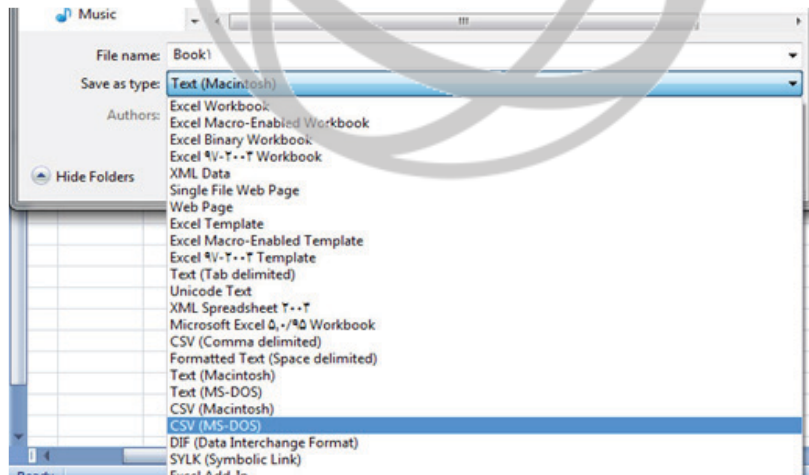 Music
File name: Book۱
Save as type: Text (Macintosh)
Authors:
Excel Workbook
Excel Macro-Enabled Workbook
Excel Binary Workbook
Excel ۹۷-۲۰۰۳ Workbook
XML Data
Hide Folders
Single File Web Page
Web Page
Excel Template
Excel Macro-Enabled Template
Excel ۹۷-۲۰۰۳ Template
Text (Tab delimited)
Unicode Text
XML Spreadsheet ۲۰۰۳
Microsoft Excel ۵,۰/۹۵ Workbook
CSV (Comma delimited)
Formatted Text (Space delimited)
Text (Macintosh)
Text (MS-DOS)
CSV (Macintosh)
CSV (MS-DOS)
DIF (Data Interchange Format)
SYLK (Symbolic Link)
Excel Add-In